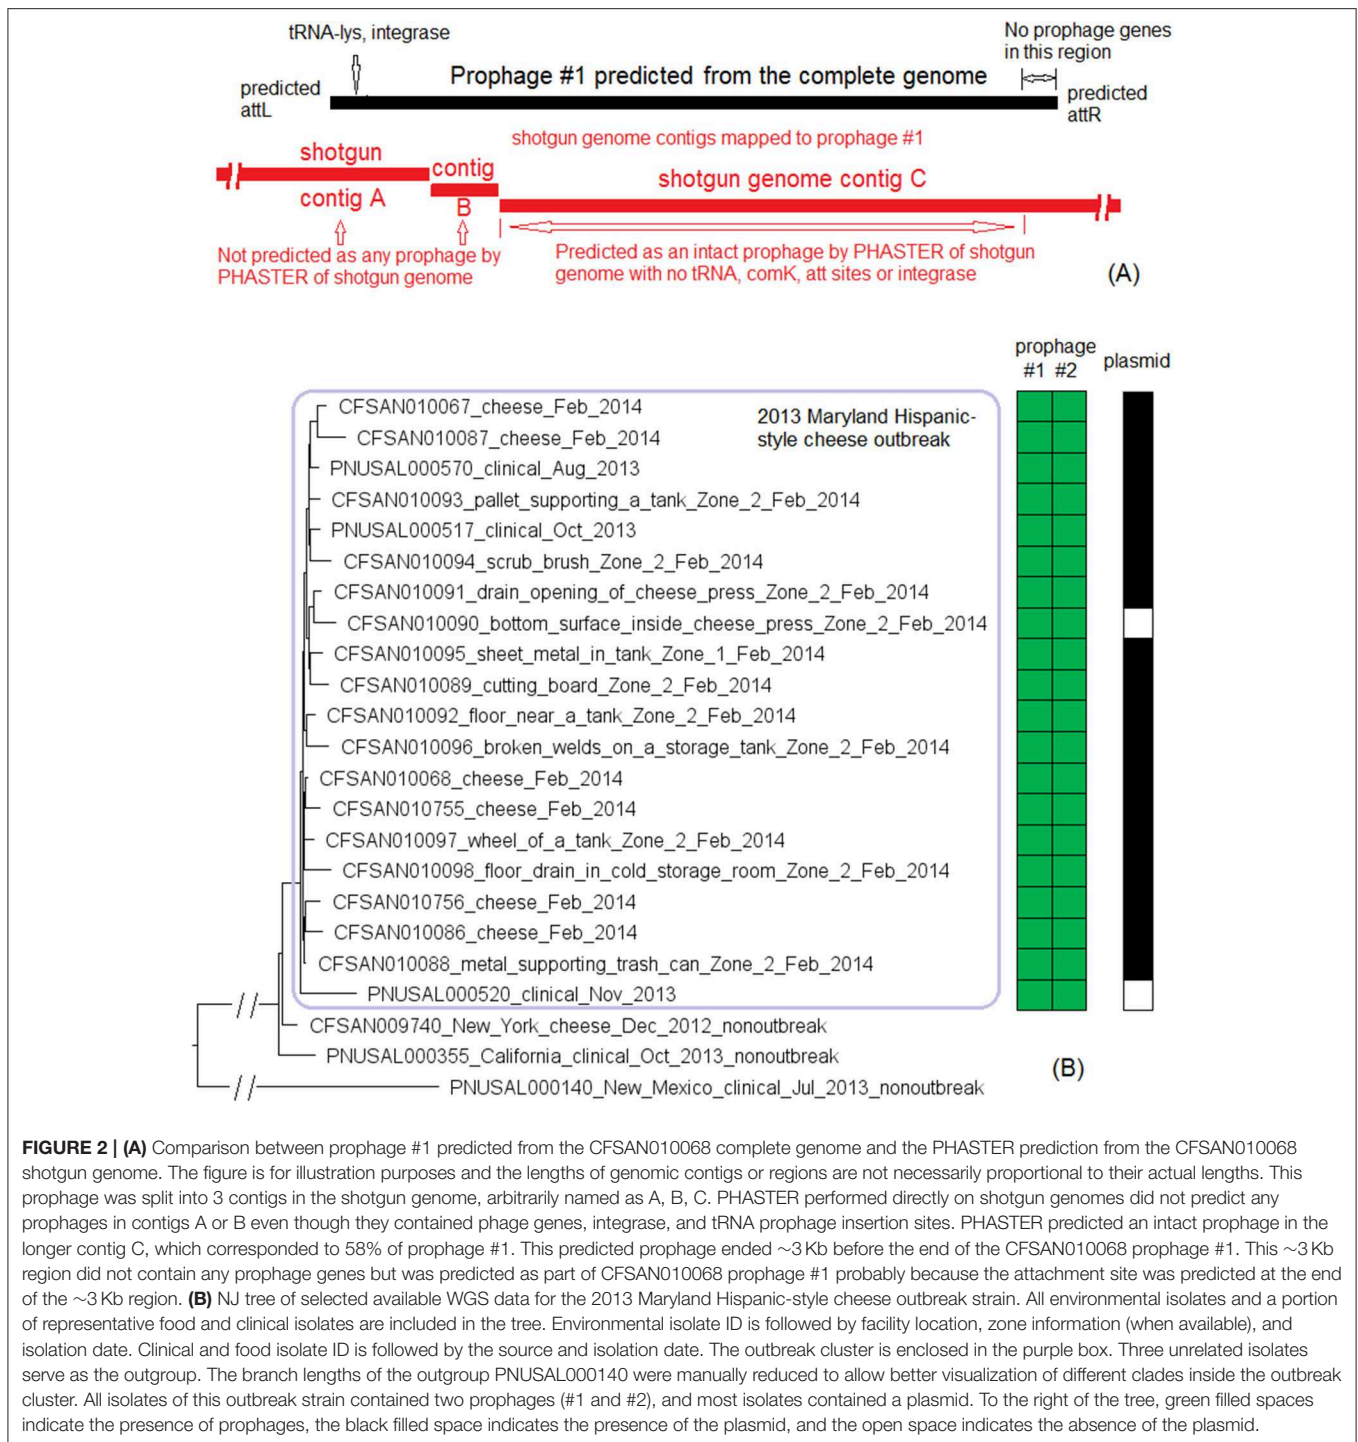 tRNA-lys, integrase
No prophage genes
in this region
Prophage #1 predicted from the complete genome
predicted
attL
predicted
attR
shotgun genome contigs mapped to prophage #1
shotgun
contig A
contig
B
shotgun genome contig C
Not predicted as any prophage by
PHASTER of shotgun genome
Predicted as an intact prophage by PHASTER of shotgun
genome with no tRNA, comK, att sites or integrase
(A)
prophage
#1 #2
plasmid
2013 Maryland Hispanic-
style cheese outbreak
CFSAN010067_cheese_Feb_2014
CFSAN010087_cheese_Feb_2014
PNUSAL000570_clinical_Aug_2013
CFSAN010093_pallet_supporting_a_tank_Zone_2_Feb_2014
PNUSAL000517_clinical_Oct_2013
CFSAN010094_scrub_brush_Zone_2_Feb_2014
CFSAN010091_drain_opening_of_cheese_press_Zone_2_Feb_2014
CFSAN010090_bottom_surface_inside_cheese_press_Zone_2_Feb_2014
CFSAN010095_sheet_metal_in_tank_Zone_1_Feb_2014
CFSAN010089_cutting_board_Zone_2_Feb_2014
CFSAN010092_floor_near_a_tank_Zone_2_Feb_2014
CFSAN010096_broken_welds_on_a_storage_tank_Zone_2_Feb_2014
CFSAN010068_cheese_Feb_2014
CFSAN010755_cheese_Feb_2014
CFSAN010097_wheel_of_a_tank_Zone_2_Feb_2014
CFSAN010098_floor_drain_in_cold_storage_room_Zone_2_Feb_2014
CFSAN010756_cheese_Feb_2014
CFSAN010086_cheese_Feb_2014
CFSAN010088_metal_supporting_trash_can_Zone_2_Feb_2014
PNUSAL000520_clinical_Nov_2013
CFSAN009740_New_York_cheese_Dec_2012_nonoutbreak
PNUSAL000355_California_clinical_Oct_2013_nonoutbreak
PNUSAL000140_New_Mexico_clinical_Jul_2013_nonoutbreak
(B)
FIGURE 2 | (A) Comparison between prophage #1 predicted from the CFSAN010068 complete genome and the PHASTER prediction from the CFSAN010068
shotgun genome. The figure is for illustration purposes and the lengths of genomic contigs or regions are not necessarily proportional to their actual lengths. This
prophage was split into 3 contigs in the shotgun genome, arbitrarily named as A, B, C. PHASTER performed directly on shotgun genomes did not predict any
prophages in contigs A or B even though they contained phage genes, integrase, and tRNA prophage insertion sites. PHASTER predicted an intact prophage in the
longer contig C, which corresponded to 58% of prophage #1. This predicted prophage ended ∼3 Kb before the end of the CFSAN010068 prophage #1. This ∼3 Kb
region did not contain any prophage genes but was predicted as part of CFSAN010068 prophage #1 probably because the attachment site was predicted at the end
of the ∼3 Kb region. (B) NJ tree of selected available WGS data for the 2013 Maryland Hispanic-style cheese outbreak strain. All environmental isolates and a portion
of representative food and clinical isolates are included in the tree. Environmental isolate ID is followed by facility location, zone information (when available), and
isolation date. Clinical and food isolate ID is followed by the source and isolation date. The outbreak cluster is enclosed in the purple box. Three unrelated isolates
serve as the outgroup. The branch lengths of the outgroup PNUSAL000140 were manually reduced to allow better visualization of different clades inside the outbreak
cluster. All isolates of this outbreak strain contained two prophages (#1 and #2), and most isolates contained a plasmid. To the right of the tree, green filled spaces
indicate the presence of prophages, the black filled space indicates the presence of the plasmid, and the open space indicates the absence of the plasmid.